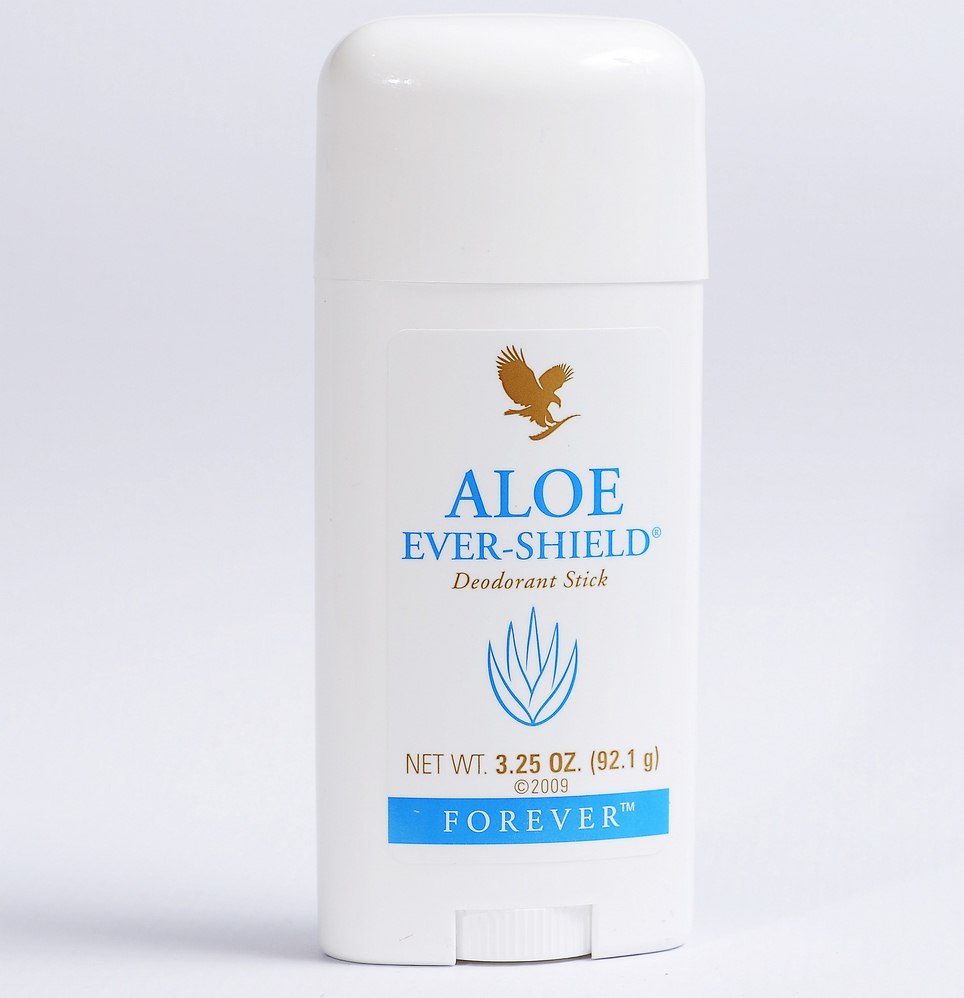 ALOE
EVER-SHIELD®
Deodorant Stick
NET WT. 3.25 OZ. (92.1 g)
©2009
FOREVER™